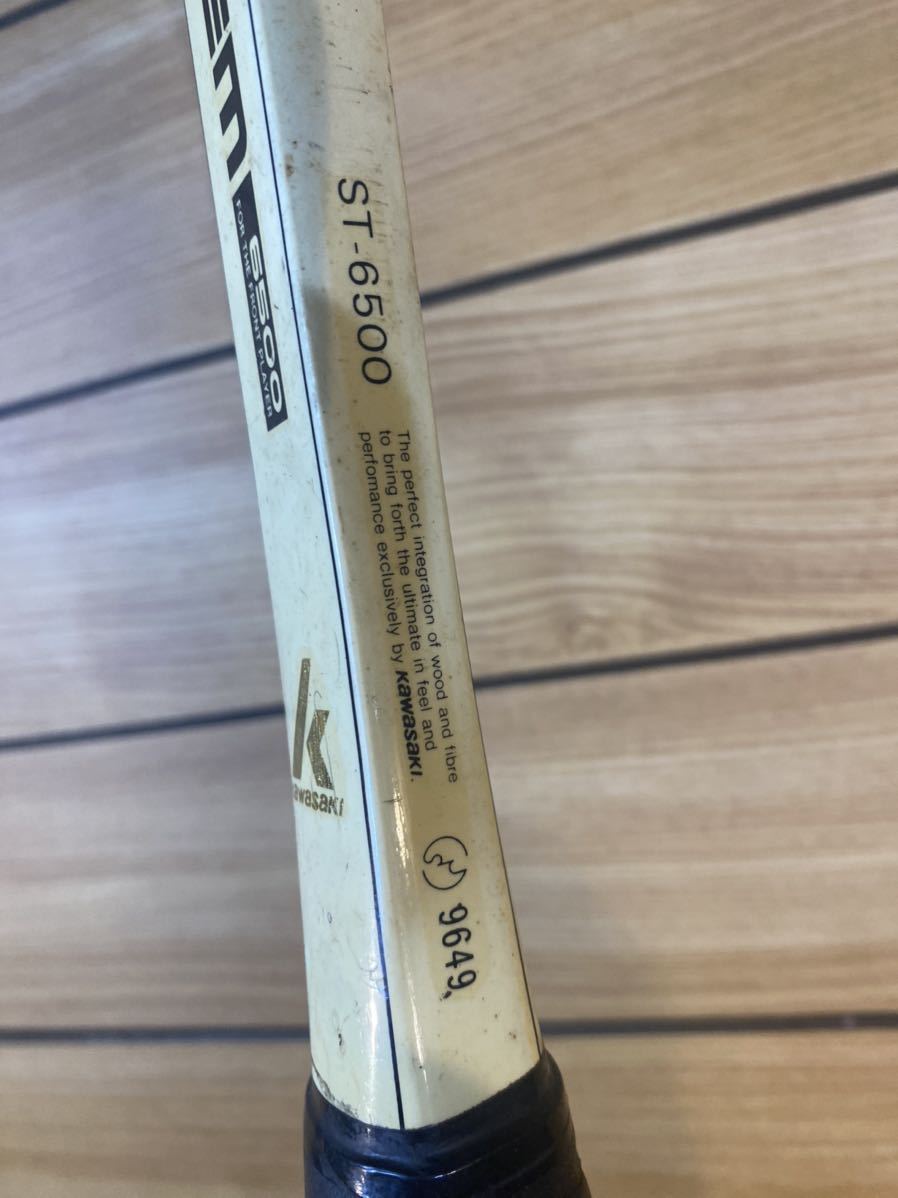 EM
6500
FOR THE FRONT PLAYER
ST-6500
The perfect integration of wood and fibre
to bring forth the ultimate in feel and
perfomance exclusively by Kawasaki.
Kawasaki
9649